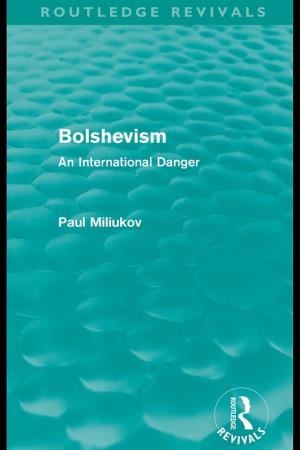 ROUTLEDGE REVIVALS
Bolshevism
An International Danger
Paul Miliukov
ROUTLEDGE
REVIVALS